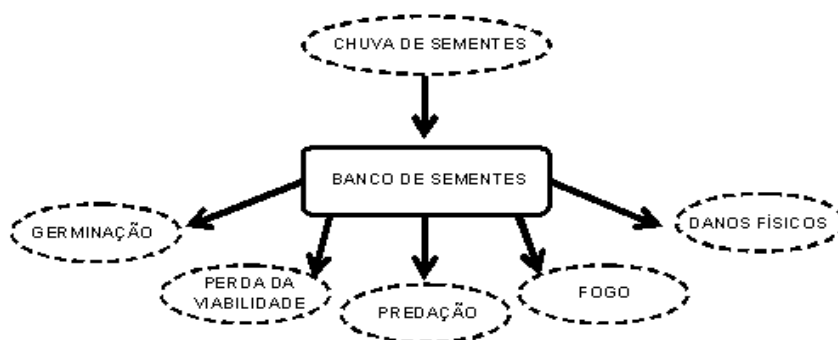 CHUVA DE SEMENTES
BANCO DE SEMENTES
GERMINAÇÃO
DANOS FÍSICOS
PERDA DA
VIABILIDADE
PREDAÇÃO
FOGO